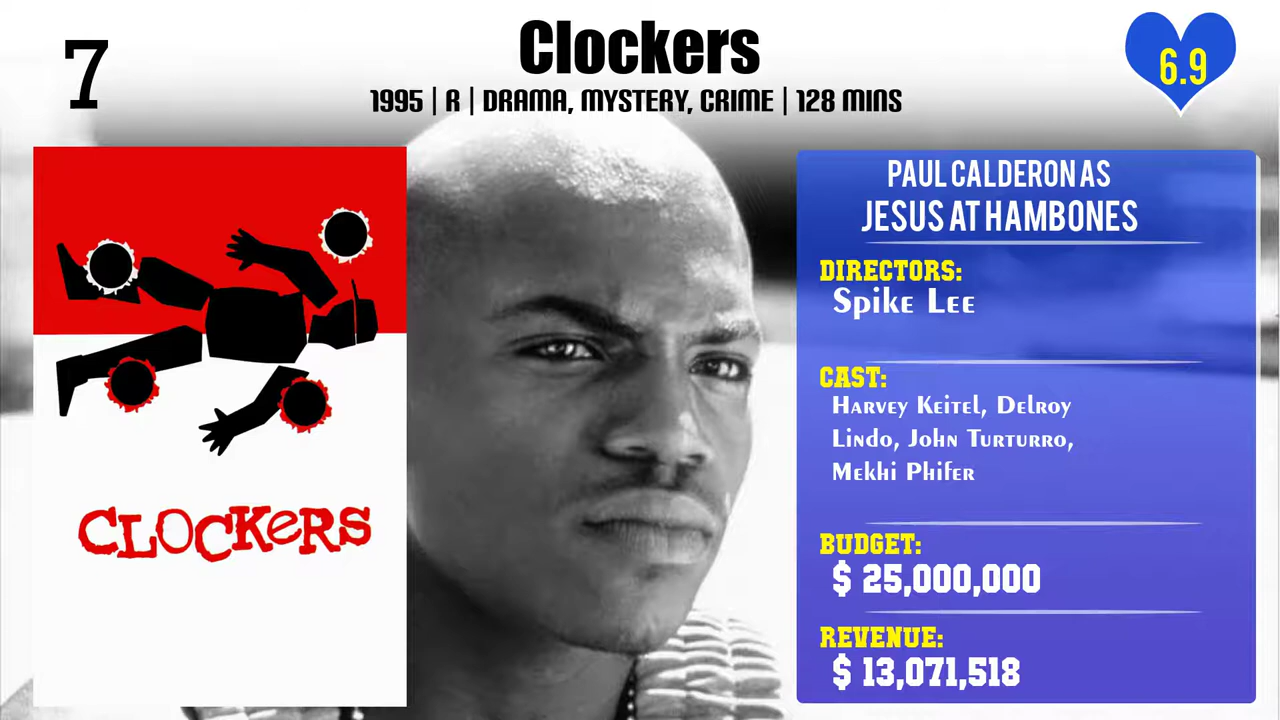 7
Clockers
6.9
1995 | R | DRAMA, MYSTERY, CRIME | 128 MINS
CLOCKeRS
PAUL CALDERON AS
JESUS AT HAMBONES
DIRECTORS:
Spike Lee
CAST:
Harvey Keitel, Delroy
Lindo, John Turturro,
Mekhi Phifer
BUDGET:
$ 25,000,000
REVENUE:
$ 13,071,518